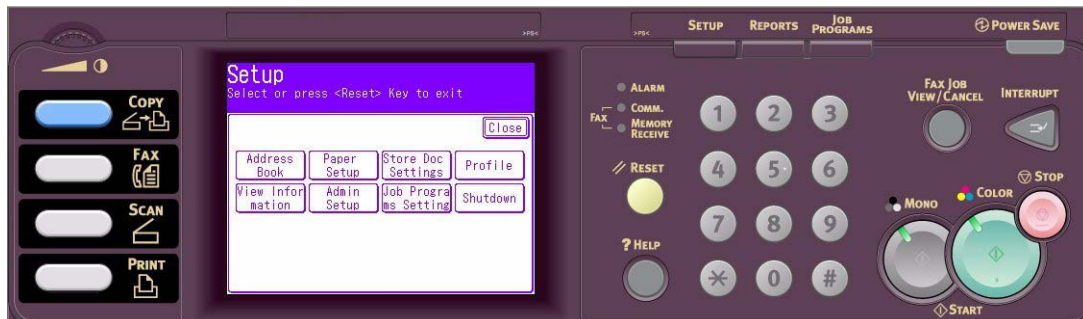 >PS<
COPY
FAX
SCAN
PRINT
Setup
Select or press <Reset> Key to exit
Close
Address Book
Paper Setup
Store Doc Settings
Profile
View Infor
mation
Admin Setup
Job Progra
ms Setting
Shutdown
>PS<
SETUP
REPORTS
JOB PROGRAMS
POWER SAVE
ALARM
FAX
COMM.
MEMORY RECEIVE
RESET
? HELP
1
2
3
4
5
6
7
8
9
*
0
#
FAX JOB VIEW/CANCEL
INTERRUPT
STOP
MONO
COLOR
START